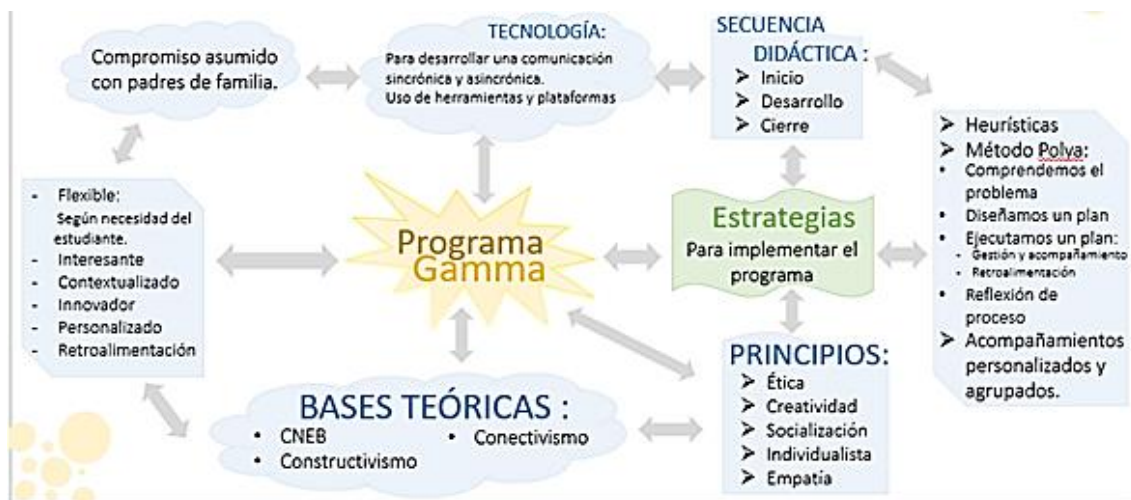 Compromiso asumido
con padres de familia.
TECNOLOGÍA:
Para desarrollar una comunicación
sincrónica y asincrónica.
Uso de herramientas y plataformas
SECUENCIA
DIDÁCTICA :
➤ Inicio
➤ Desarrollo
➤ Cierre
➤ Heurísticas
➤ Método Polya:
• Comprendemos el
problema
• Diseñamos un plan
• Ejecutamos un plan:
- Gestión y acompañamiento
- Retroalimentación
• Reflexión de
proceso
➤ Acompañamientos
personalizados y
agrupados.
- Flexible:
Según necesidad del
estudiante.
- Interesante
- Contextualizado
- Innovador
- Personalizado
- Retroalimentación
Programa
Gamma
Estrategias
Para implementar el
programa
BASES TEÓRICAS :
• CNEB
• Conectivismo
• Constructivismo
PRINCIPIOS:
➤ Ética
➤ Creatividad
➤ Socialización
➤ Individualista
➤ Empatia